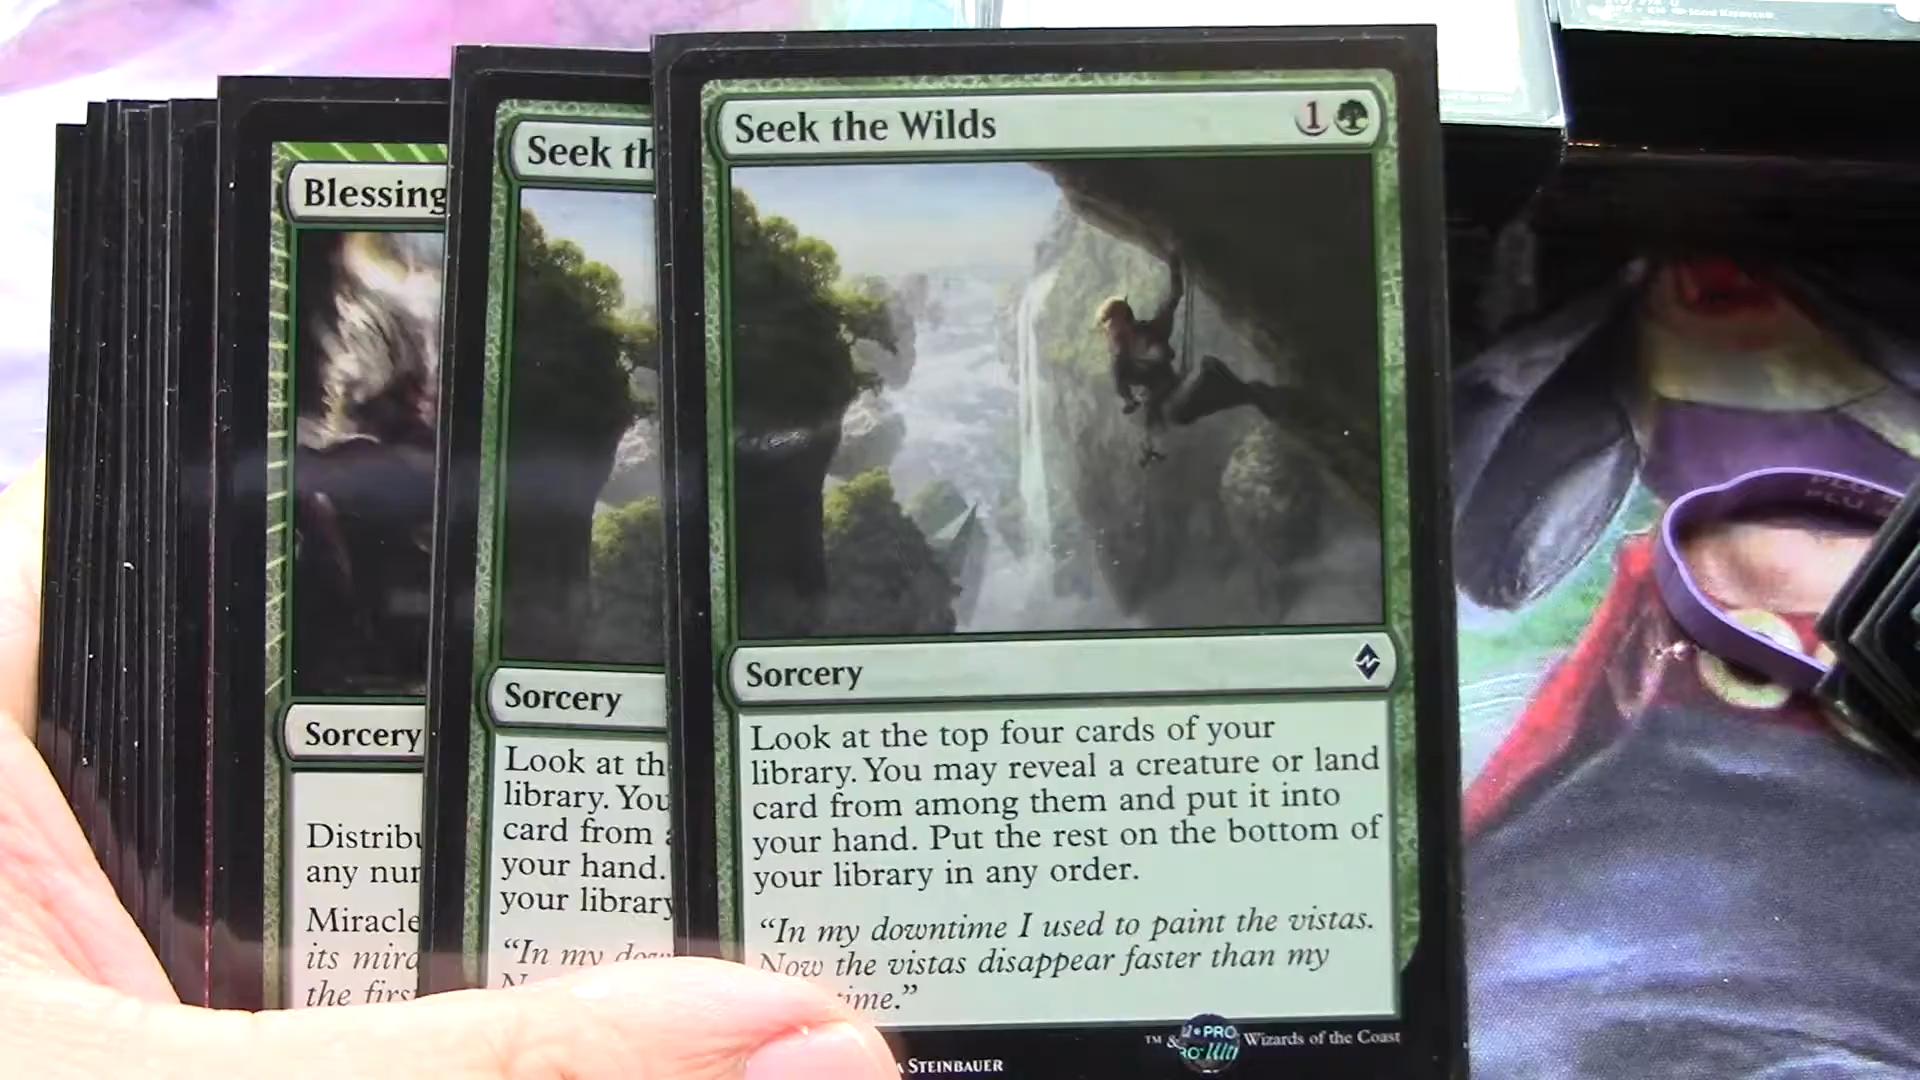 Blessing
Sorcery
Distribu
any nur
Miracle
its mira
the firs
Seek th
Sorcery
Look at th
library. You
card from
your hand.
your library
“In my dow
Seek the Wilds
1
Sorcery
Look at the top four cards of your
library. You may reveal a creature or land
card from among them and put it into
your hand. Put the rest on the bottom of
your library in any order.
“In my downtime I used to paint the vistas.
Now the vistas disappear faster than my
time.”
™ & Wizards of the Coast
PRO
STEINBAUER